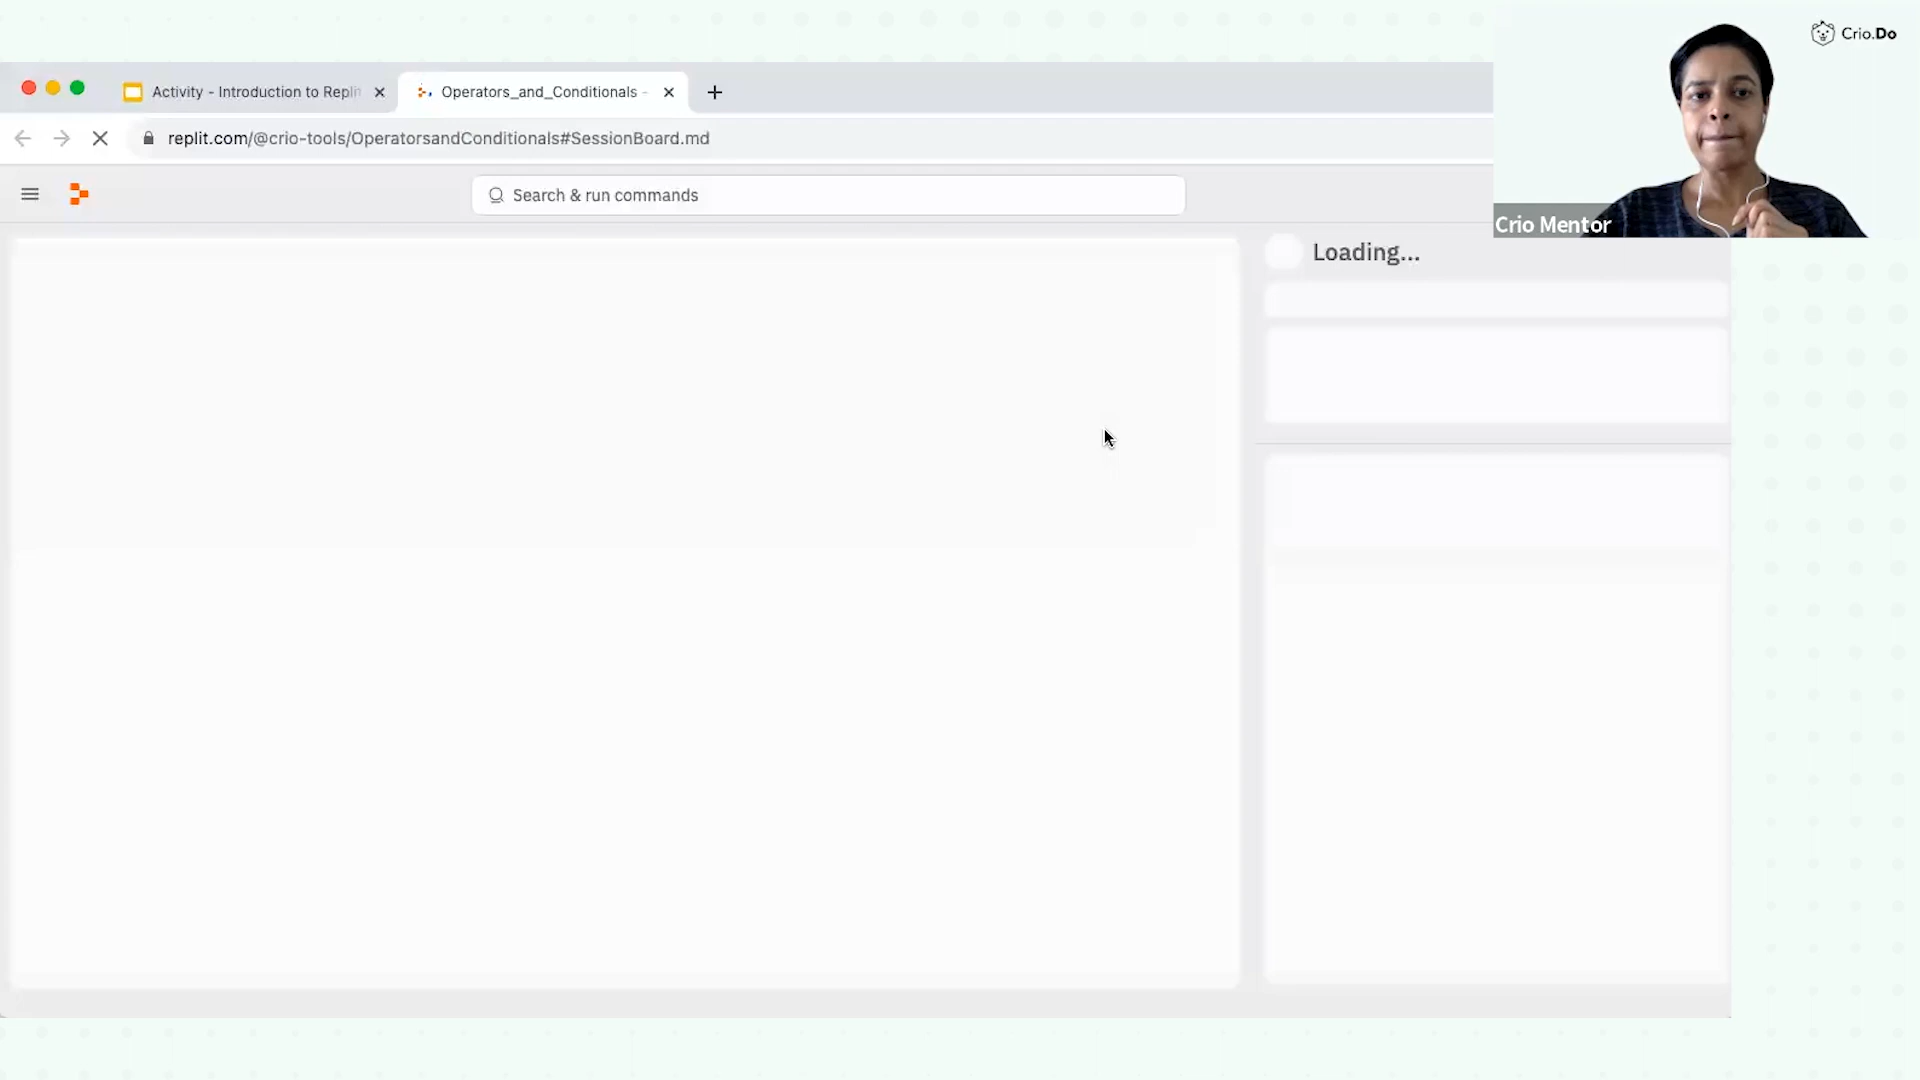 Crio.Do
Activity - Introduction to Repli
Operators_and_Conditionals -
replit.com/@crio-tools/OperatorsandConditionals#SessionBoard.md
Search & run commands
Crio Mentor
Loading...